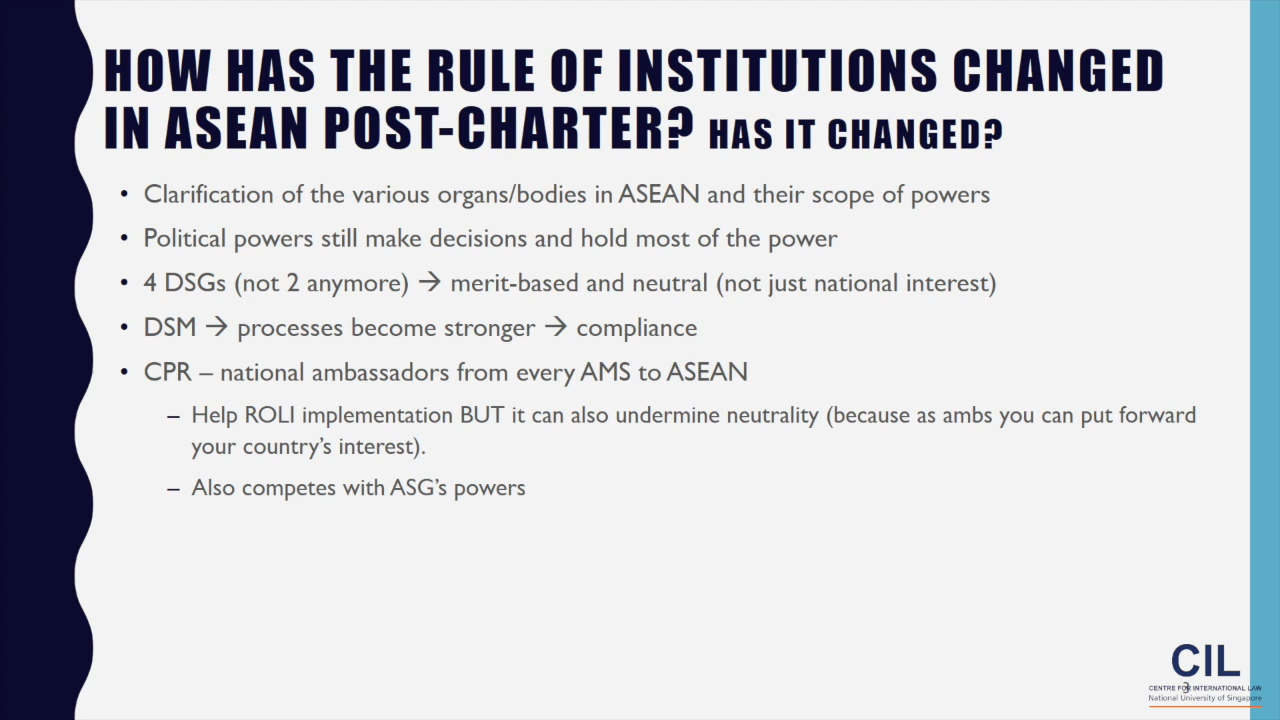 HOW HAS THE RULE OF INSTITUTIONS CHANGED
IN ASEAN POST-CHARTER? HAS IT CHANGED?
• Clarification of the various organs/bodies in ASEAN and their scope of powers
• Political powers still make decisions and hold most of the power
• 4 DSGs (not 2 anymore) → merit-based and neutral (not just national interest)
• DSM → processes become stronger → compliance
• CPR – national ambassadors from every AMS to ASEAN
– Help ROLI implementation BUT it can also undermine neutrality (because as ambs you can put forward
your country's interest).
– Also competes with ASG's powers
CIL
3
CENTRE FOR INTERNATIONAL LAW
National University of Singapore